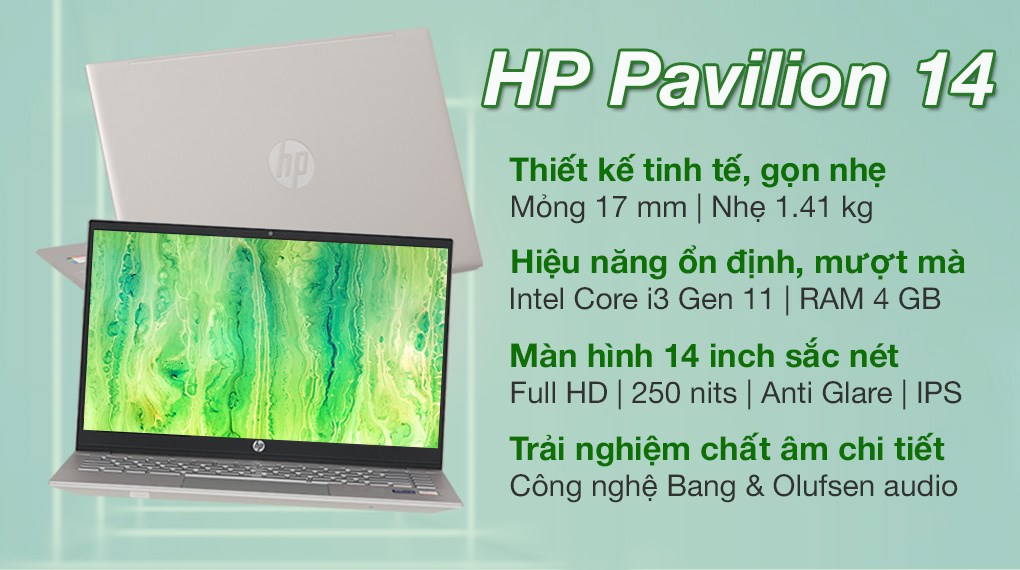 HP Pavilion 14
hp
Thiết kế tinh tế, gọn nhẹ
Mỏng 17 mm | Nhẹ 1.41 kg
Hiệu năng ổn định, mượt mà
Intel Core i3 Gen 11 | RAM 4 GB
Màn hình 14 inch sắc nét
Full HD | 250 nits | Anti Glare | IPS
Trải nghiệm chất âm chi tiết
Công nghệ Bang & Olufsen audio
hp